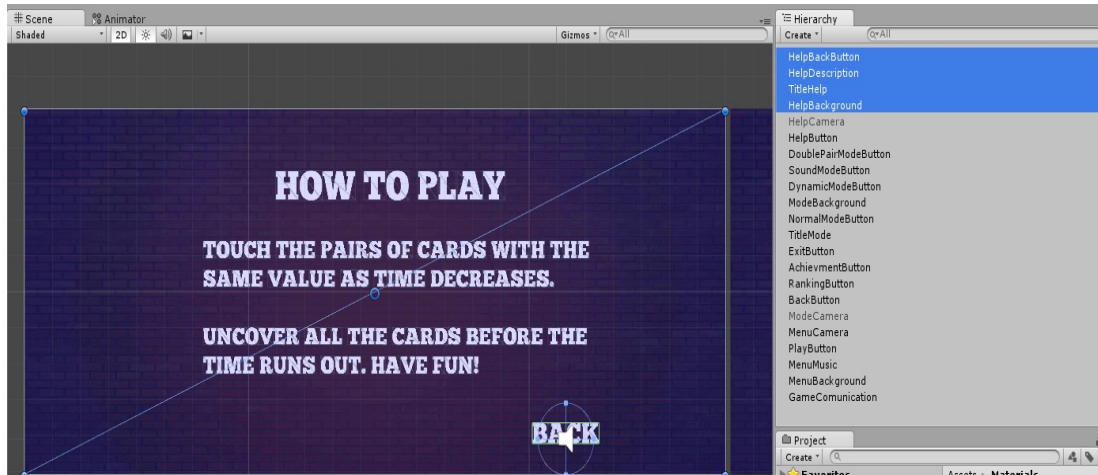 Scene
Animator
Shaded
2D
Gizmos
All
HOW TO PLAY
TOUCH THE PAIRS OF CARDS WITH THE
SAME VALUE AS TIME DECREASES.
UNCOVER ALL THE CARDS BEFORE THE
TIME RUNS OUT. HAVE FUN!
BACK
Hierarchy
Create
All
HelpBackButton
HelpDescription
TitleHelp
HelpBackground
HelpCamera
HelpButton
DoublePairModeButton
SoundModeButton
DynamicModeButton
ModeBackground
NormalModeButton
TitleMode
ExitButton
AchievmentButton
RankingButton
BackButton
ModeCamera
MenuCamera
PlayButton
MenuMusic
MenuBackground
GameComunication
Project
Create
Favorites
Assets
Materials